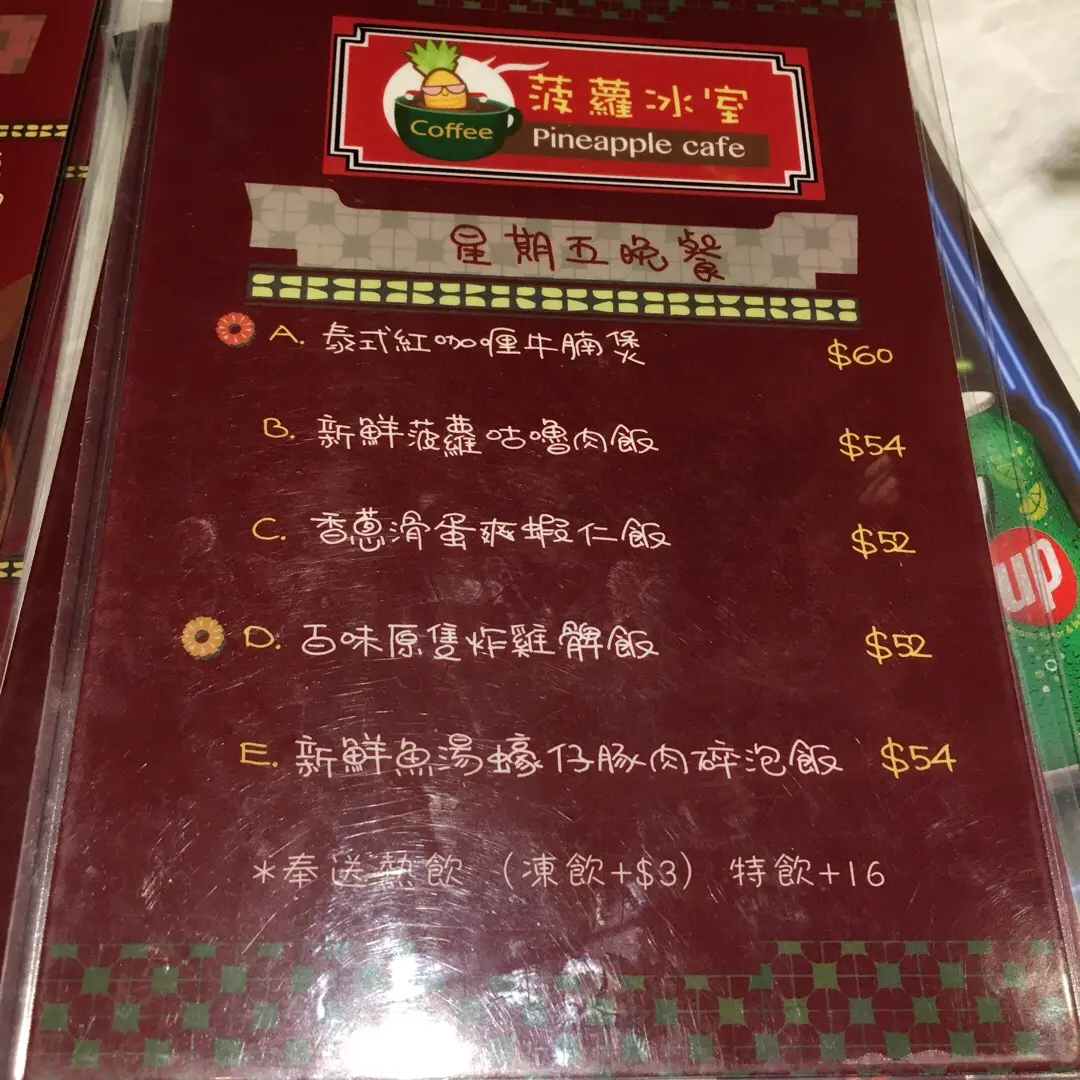 Coffee
菠蘿冰室
Pineapple cafe
星期五晚餐
A. 泰式紅咖喱牛腩煲 $60
B. 新鮮菠蘿咕嚕肉飯 $54
C. 香蔥滑蛋爽蝦仁飯 $52
D. 百味原隻炸雞髀飯 $52
E. 新鮮魚湯蠔仔豚肉碎泡飯 $54
*奉送熱飲 (凍飲+$3) 特飲+16
up